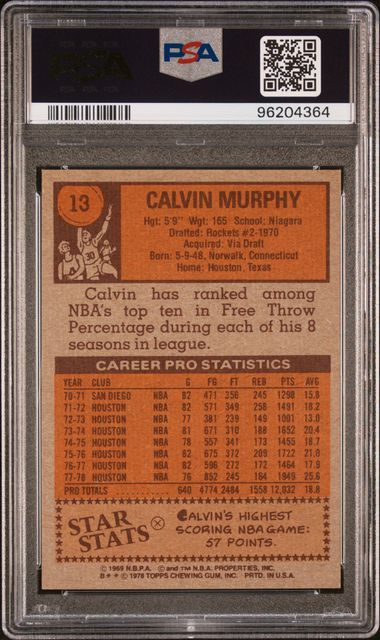 PSA
PSA
96204364
13
30
CALVIN MURPHY
Hgt: 5'9" Wgt: 165 School: Niagara
Drafted: Rockets #2-1970
Acquired: Via Draft
Born: 5-9-48, Norwalk, Connecticut
Home: Houston, Texas
Calvin has ranked among
NBA's top ten in Free Throw
Percentage during each of his 8
seasons in league.
CAREER PRO STATISTICS
YEAR CLUB G FG FT REB PTS. AVG
70-71 SAN DIEGO NBA 82 471 356 245 1298 15.8
71-72 HOUSTON NBA 82 571 349 258 1491 18.2
72-73 HOUSTON NBA 77 381 239 149 1001 13.0
73-74 HOUSTON NBA 81 671 310 188 1652 20.4
74-75 HOUSTON NBA 78 557 341 173 1455 18.7
75-76 HOUSTON NBA 82 675 372 209 1722 21.0
76-77 HOUSTON NBA 82 596 272 172 1464 17.9
77-78 HOUSTON NBA 76 852 245 164 1949 25.6
PRO TOTALS 640 4774 2484 1558 12,032 18.8
STAR
STATS
CALVIN'S HIGHEST
SCORING NBA GAME:
57 POINTS.
© 1969 N.B.P.A. © and ™ N.B.A. PROPERTIES, INC.
B * * © 1978 TOPPS CHEWING GUM, INC. PRTD. IN U.S.A.